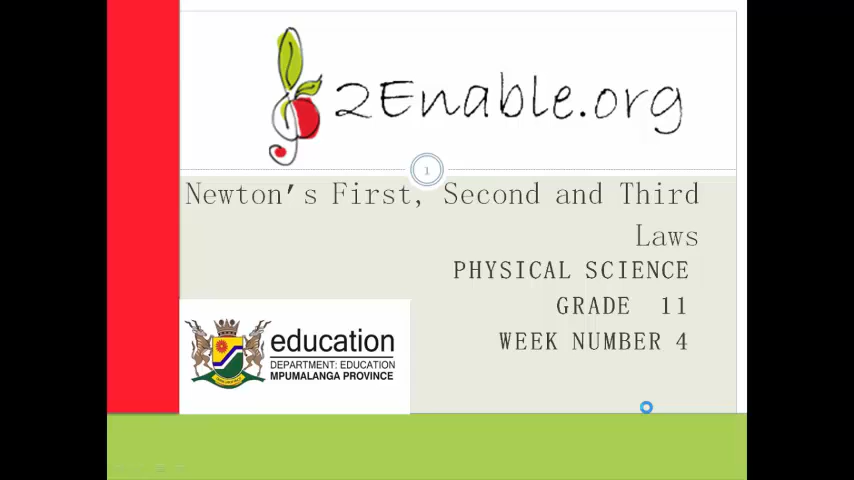 2Enable.org
1
Newton's First, Second and Third
Laws
PHYSICAL SCIENCE
GRADE 11
WEEK NUMBER 4
education
DEPARTMENT: EDUCATION
MPUMALANGA PROVINCE